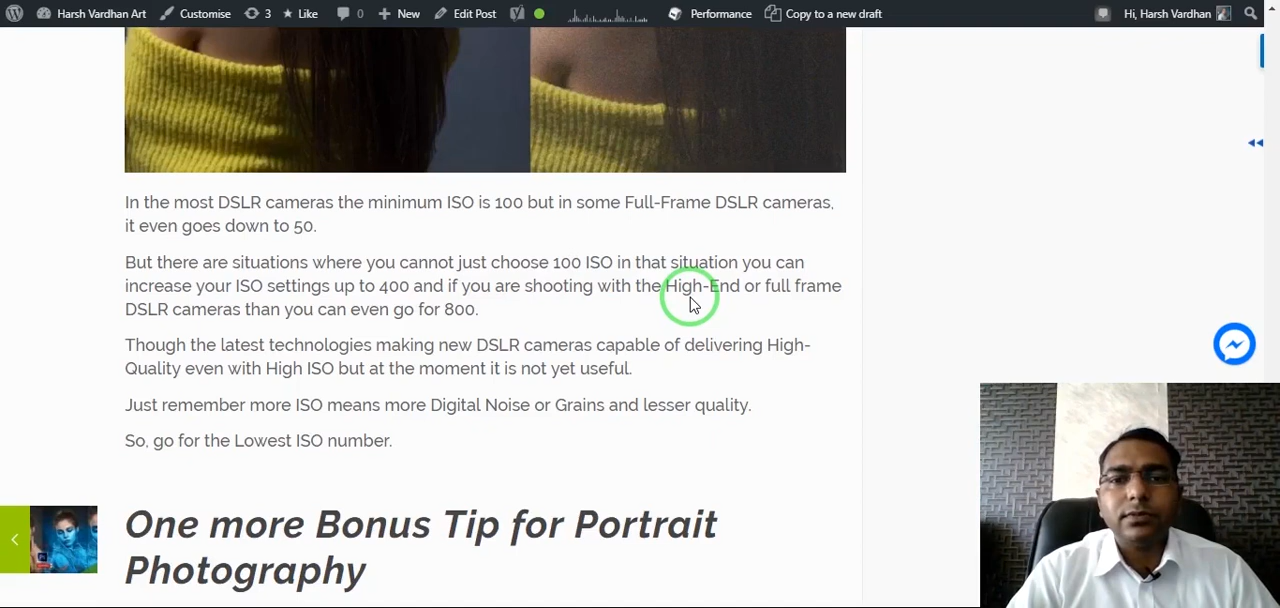 Harsh Vardhan Art Customise 3 Like 0 New Edit Post Performance Copy to a new draft Hi, Harsh Vardhan
In the most DSLR cameras the minimum ISO is 100 but in some Full-Frame DSLR cameras,
it even goes down to 50.
But there are situations where you cannot just choose 100 ISO in that situation you can
increase your ISO settings up to 400 and if you are shooting with the High-End or full frame
DSLR cameras than you can even go for 800.
Though the latest technologies making new DSLR cameras capable of delivering High-
Quality even with High ISO but at the moment it is not yet useful.
Just remember more ISO means more Digital Noise or Grains and lesser quality.
So, go for the Lowest ISO number.
One more Bonus Tip for Portrait
Photography